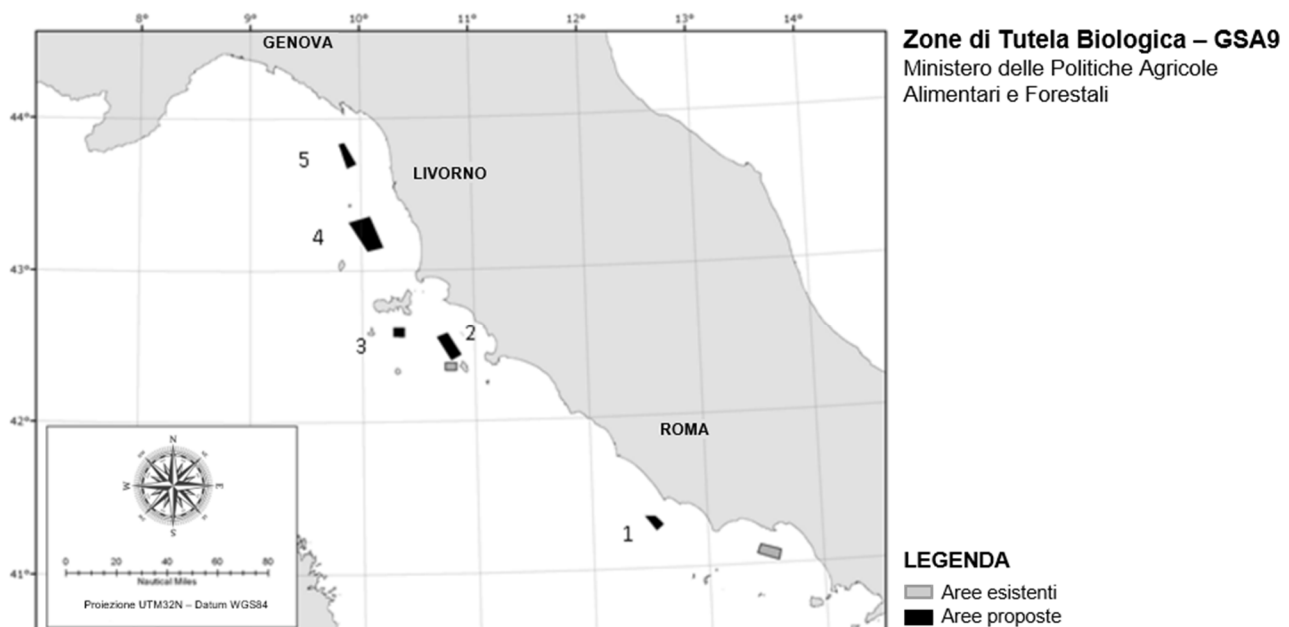 8° 9° 10° 11° 12° 13° 14°
GENOVA
Zone di Tutela Biologica – GSA9
Ministero delle Politiche Agricole
Alimentari e Forestali
44°
5
LIVORNO
4
43°
2
3
42°
ROMA
N
W E
S
1
0 20 40 60 80
Nautical Miles
41°
Proiezione UTM32N – Datum WGS84
LEGENDA
Aree esistenti
Aree proposte